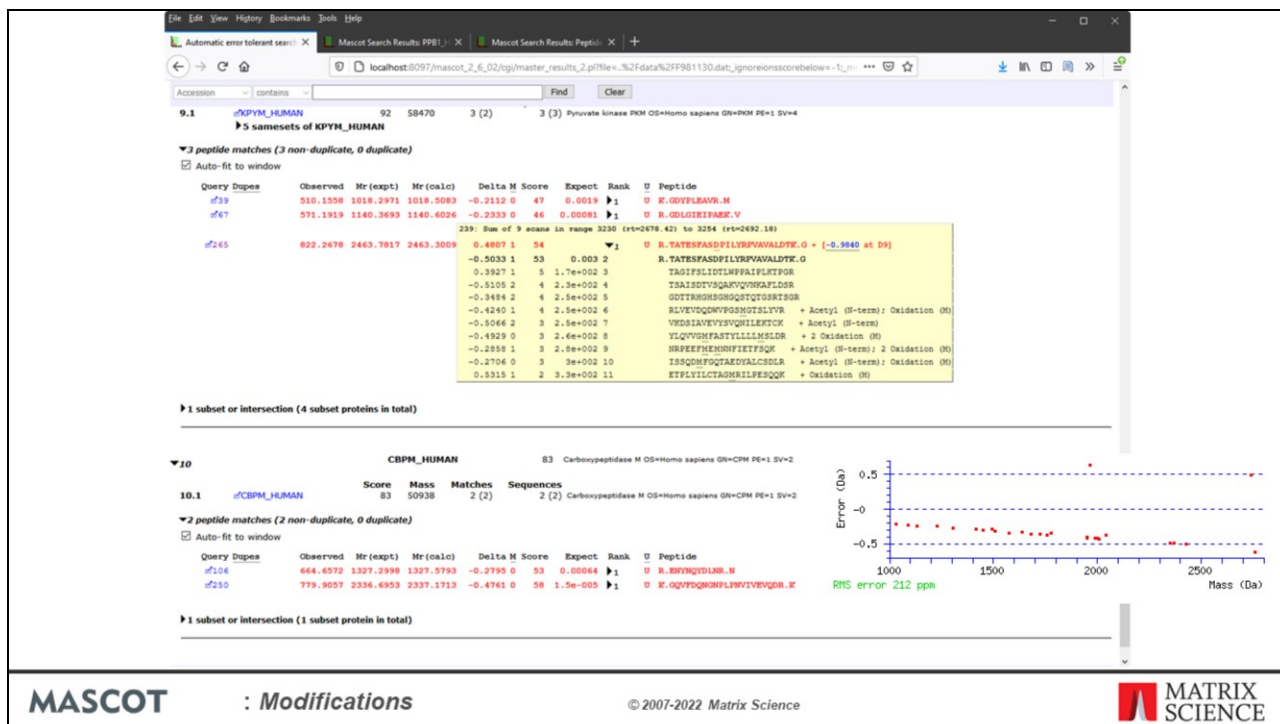 File Edit View History Bookmarks Tools Help
Automatic error tolerant search × Mascot Search Results: PPB1_H × Mascot Search Results: Peptide × +
localhost:8097/mascot_2_6_02/cgi/master_results_2.pl?file=..%2Fdata%2FF981130.dat;_ignoreionsscorebelow=-1;_m
Accession contains Find Clear
9.1 KPYM_HUMAN 92 58470 3 (2) 3 (3) Pyruvate kinase PKM OS=Homo sapiens GN=PKM PE=1 SV=4
▶5 samesets of KPYM_HUMAN
▼3 peptide matches (3 non-duplicate, 0 duplicate)
Auto-fit to window
Query Dupes Observed Mr(expt) Mr(calc) Delta M Score Expect Rank U Peptide
39 510.1558 1018.2971 1018.5083 -0.2112 0 47 0.0019 ▶1 U K.GDYPLEAVR.M
67 571.1919 1140.3693 1140.6026 -0.2333 0 46 0.00081 ▶1 U R.GDLGIEIPAEK.V
239: Sum of 9 scans in range 3230 (rt=2678.42) to 3254 (rt=2692.18)
265 822.2678 2463.7817 2463.3009 0.4807 1 54 ▼1 U R.TATESFASDPILYRPVAVALDTK.G + [-0.9840 at D9]
-0.5033 1 53 0.003 2 R.TATESFASDPILYRPVAVALDTK.G
0.3927 1 5 1.7e+002 3 TAGIFSLIDTLWPPAIPLKTPGR
-0.5105 2 4 2.3e+002 4 TSAISDTVSQAKVQVNKAFLDSR
-0.3484 2 4 2.5e+002 5 GDTTRHGHSGHGQSTQTGSRTSGR
-0.4240 1 4 2.5e+002 6 RLVEVDQDWVPGSMGTSLYVR + Acetyl (N-term); Oxidation (M)
-0.5066 2 3 2.5e+002 7 VKDSIAVEVYSVQNILEKTCK + Acetyl (N-term)
-0.4929 0 3 2.6e+002 8 YLQVVGMFASTYLLLLMSLDR + 2 Oxidation (M)
-0.2858 1 3 2.8e+002 9 NRPEEFMEMNNFIETFSQK + Acetyl (N-term); 2 Oxidation (M)
-0.2706 0 3 3e+002 10 ISSQDMFGQTAEDYALCSDLR + Acetyl (N-term); Oxidation (M)
0.5315 1 2 3.3e+002 11 ETPLYILCTAGMRILPESQQK + Oxidation (M)
▶1 subset or intersection (4 subset proteins in total)
▼10 CBPM_HUMAN 83 Carboxypeptidase M OS=Homo sapiens GN=CPM PE=1 SV=2
Score Mass Matches Sequences
10.1 CBPM_HUMAN 83 50938 2 (2) 2 (2) Carboxypeptidase M OS=Homo sapiens GN=CPM PE=1 SV=2
▼2 peptide matches (2 non-duplicate, 0 duplicate)
Auto-fit to window
Query Dupes Observed Mr(expt) Mr(calc) Delta M Score Expect Rank U Peptide
106 664.6572 1327.2998 1327.5793 -0.2795 0 53 0.00064 ▶1 U R.ENYNQYDLNR.N
250 779.9057 2336.6953 2337.1713 -0.4761 0 58 1.5e-005 ▶1 U K.GQVFDQNGNPLPNVIVEVQDR.K
▶1 subset or intersection (1 subset protein in total)
Error (Da)
0.5
-0
-0.5
1000 1500 2000 2500
RMS error 212 ppm Mass (Da)
MASCOT : Modifications © 2007-2022 Matrix Science MATRIX
SCIENCE